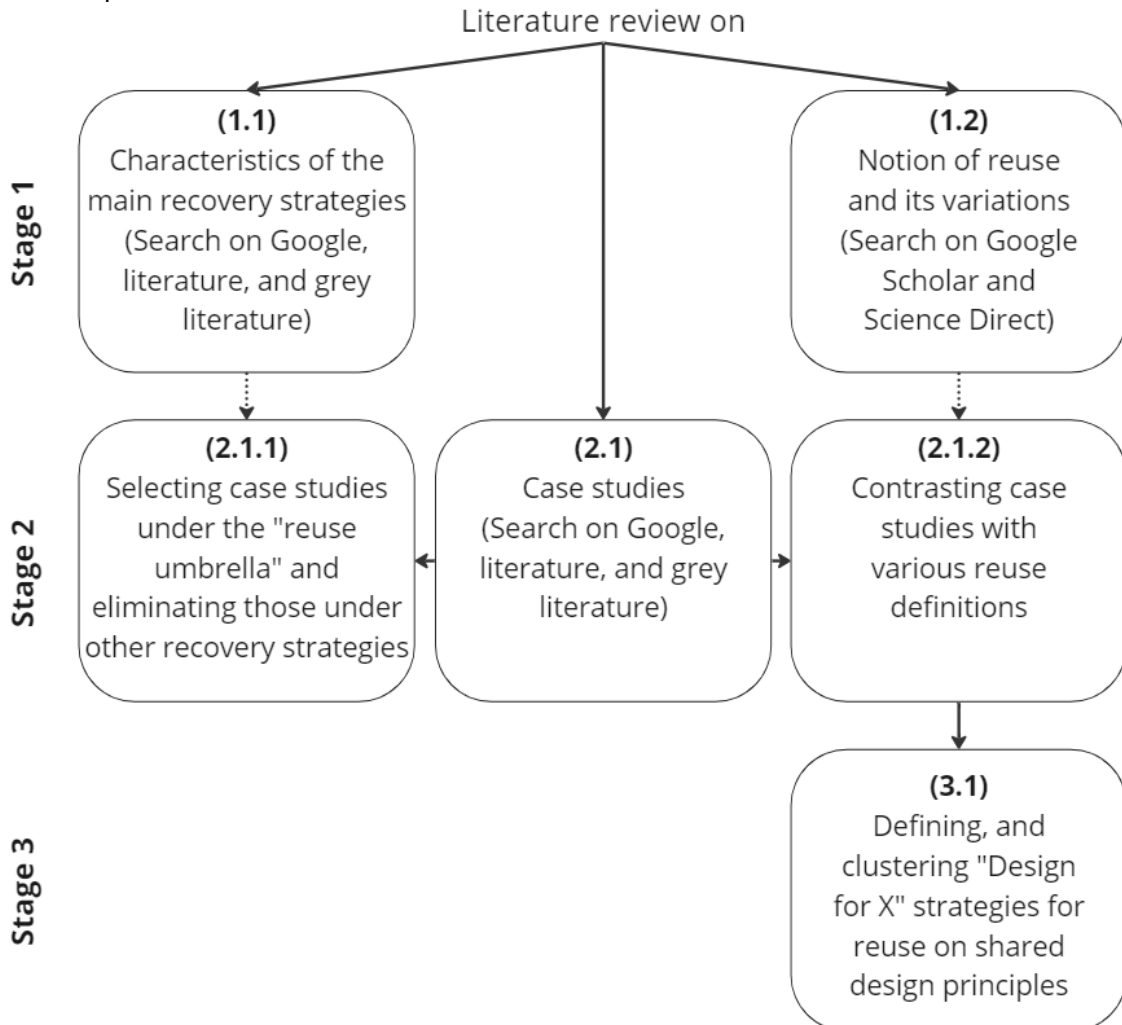 Literature review on
Stage 1
(1.1)
Characteristics of the
main recovery strategies
(Search on Google,
literature, and grey
literature)
(1.2)
Notion of reuse
and its variations
(Search on Google
Scholar and
Science Direct)
Stage 2
(2.1.1)
Selecting case studies
under the "reuse
umbrella" and
eliminating those under
other recovery strategies
(2.1)
Case studies
(Search on Google,
literature, and grey
literature)
(2.1.2)
Contrasting case
studies with
various reuse
definitions
Stage 3
(3.1)
Defining, and
clustering "Design
for X" strategies for
reuse on shared
design principles